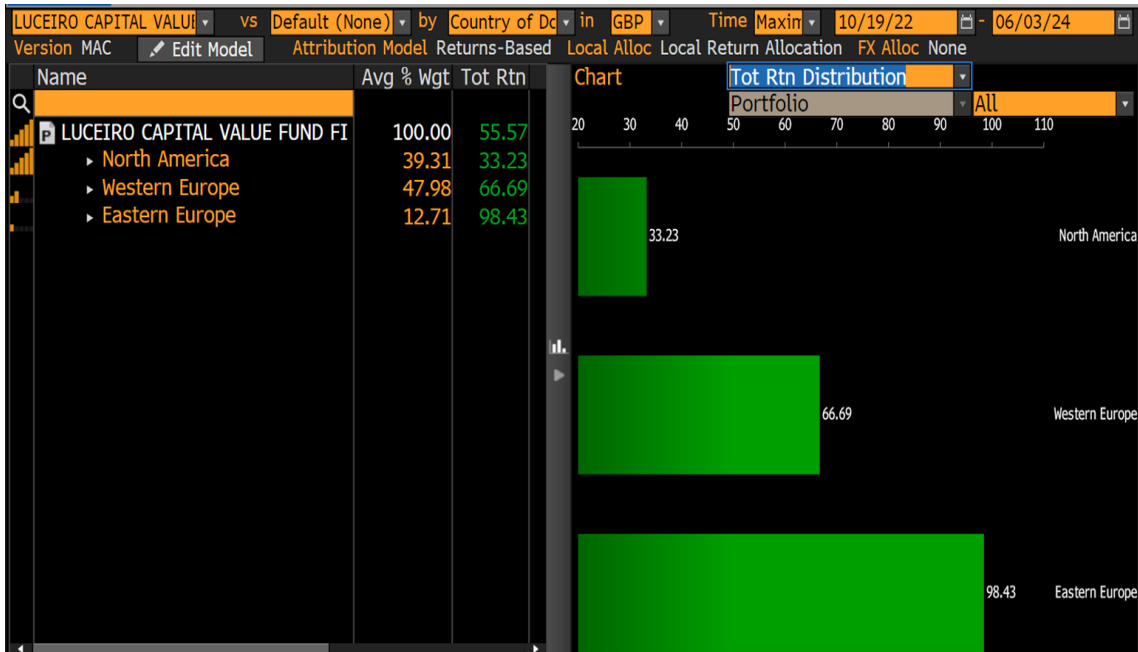 LUCEIRO CAPITAL VALUE vs Default (None) by Country of Dc in GBP Time Maxim 10/19/22 - 06/03/24
Version MAC Edit Model Attribution Model Returns-Based Local Alloc Local Return Allocation FX Alloc None
Name Avg % Wgt Tot Rtn
LUCEIRO CAPITAL VALUE FUND FI 100.00 55.57
North America 39.31 33.23
Western Europe 47.98 66.69
Eastern Europe 12.71 98.43
Chart Tot Rtn Distribution
Portfolio All
20 30 40 50 60 70 80 90 100 110
33.23 North America
66.69 Western Europe
98.43 Eastern Europe